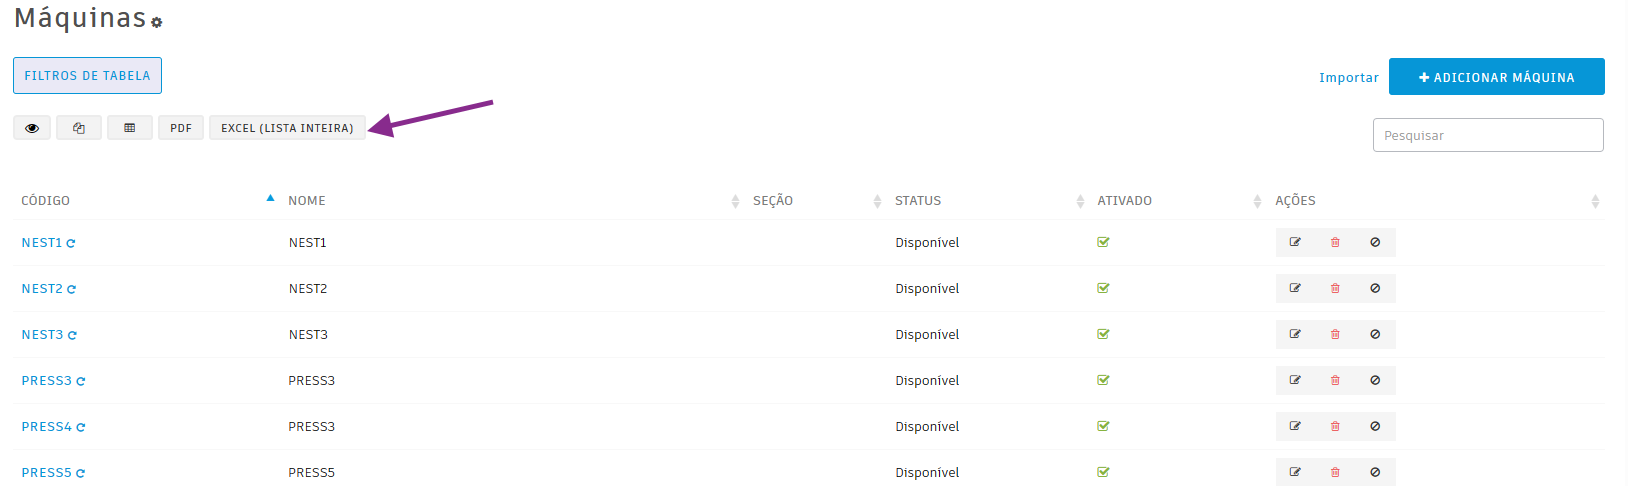 Máquinas
FILTROS DE TABELA
Importar ADICIONAR MÁQUINA
PDF EXCEL (LISTA INTEIRA)
Pesquisar
CÓDIGO NOME SEÇÃO STATUS ATIVADO AÇÕES
NEST1 NEST1 Disponível
NEST2 NEST2 Disponível
NEST3 NEST3 Disponível
PRESS3 PRESS3 Disponível
PRESS4 PRESS3 Disponível
PRESS5 PRESS5 Disponível